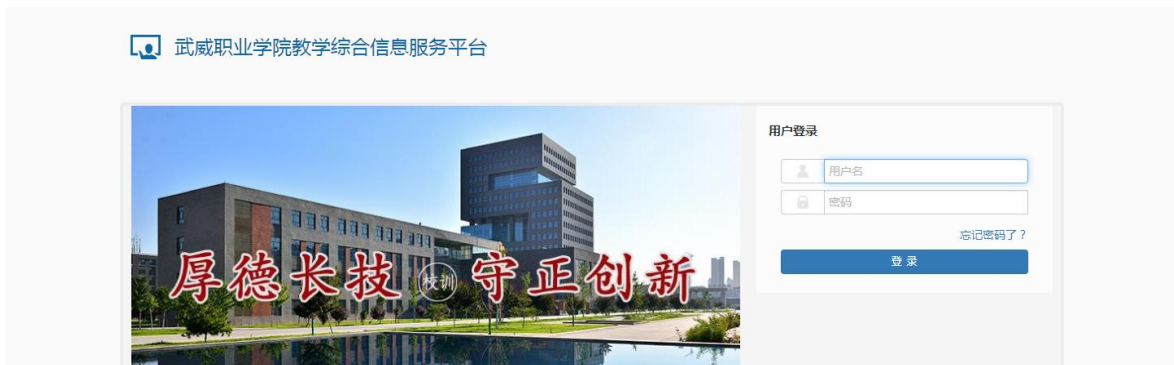 武威职业学院教学综合信息服务平台
厚德长技 校训 守正创新
用户登录
用户名
密码
忘记密码了？
登 录